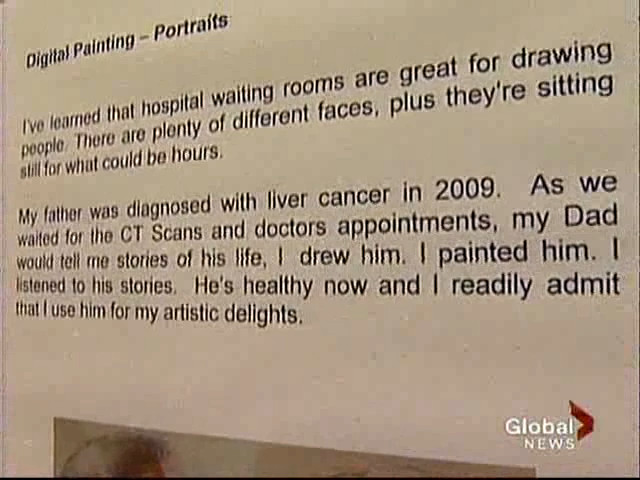 Digital Painting – Portraits
I've learned that hospital waiting rooms are great for drawing
people. There are plenty of different faces, plus they're sitting
still for what could be hours.
My father was diagnosed with liver cancer in 2009. As we
waited for the CT Scans and doctors appointments, my Dad
would tell me stories of his life, I drew him. I painted him. I
listened to his stories. He's healthy now and I readily admit
that I use him for my artistic delights.
Global
NEWS